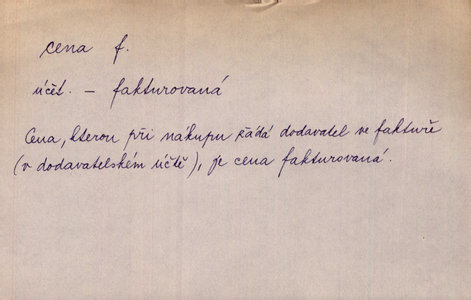 cena f.
účet. – fakturovaná
Cena, kterou při nákupu žádá dodavatel ve faktuře
(v dodavatelském účtě), je cena fakturovaná.